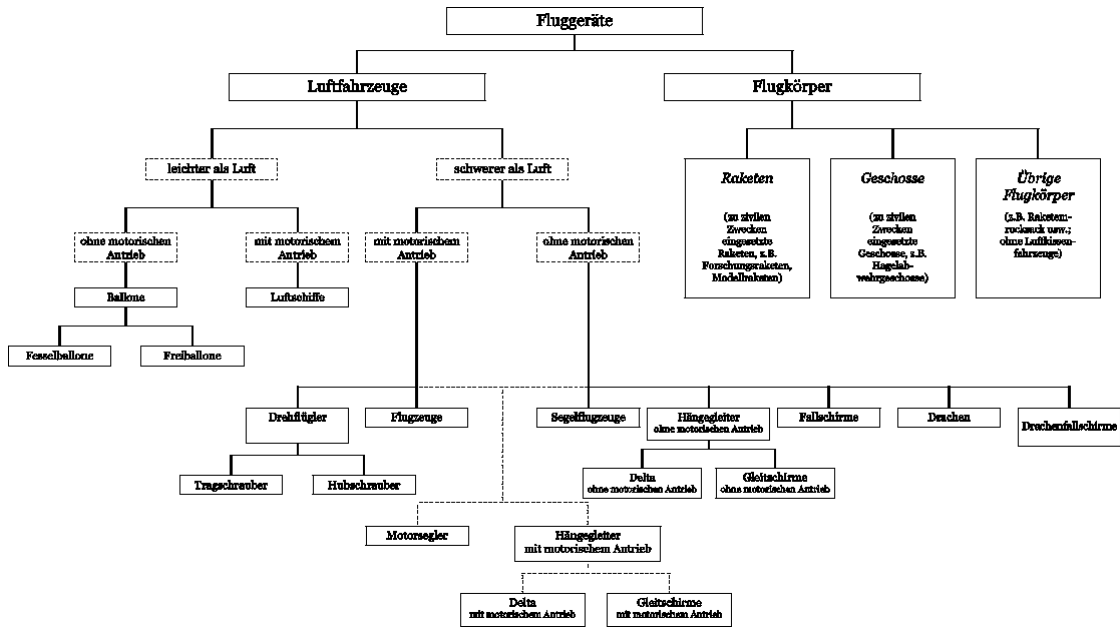 Fluggeräte
Luftfahrzeuge
Flugkörper
leichter als Luft
schwerer als Luft
Raketen
(zu zivilen
Zwecken
eingesetzte
Raketen, z.B.
Forschungsraketen,
Modellraketen)
Geschosse
(zu zivilen
Zwecken
eingesetzte
Geschosse, z.B.
Hagelab-
wehrgeschosse)
Übrige
Flugkörper
(z.B. Raketen-
rucksack usw.;
ohne Luftkissen-
fahrzeuge)
ohne motorischen
Antrieb
mit motorischem
Antrieb
mit motorischem
Antrieb
ohne motorischen
Antrieb
Ballone
Luftschiffe
Fesselballone
Freiballone
Drehflügler
Flugzeuge
Segelflugzeuge
Hängegleiter
ohne motorischen Antrieb
Fallschirme
Drachen
Drachenfallschirme
Tragschrauber
Hubschrauber
Delta
ohne motorischen Antrieb
Gleitschirme
ohne motorischen Antrieb
Motorsegler
Hängegleiter
mit motorischem Antrieb
Delta
mit motorischem Antrieb
Gleitschirme
mit motorischem Antrieb